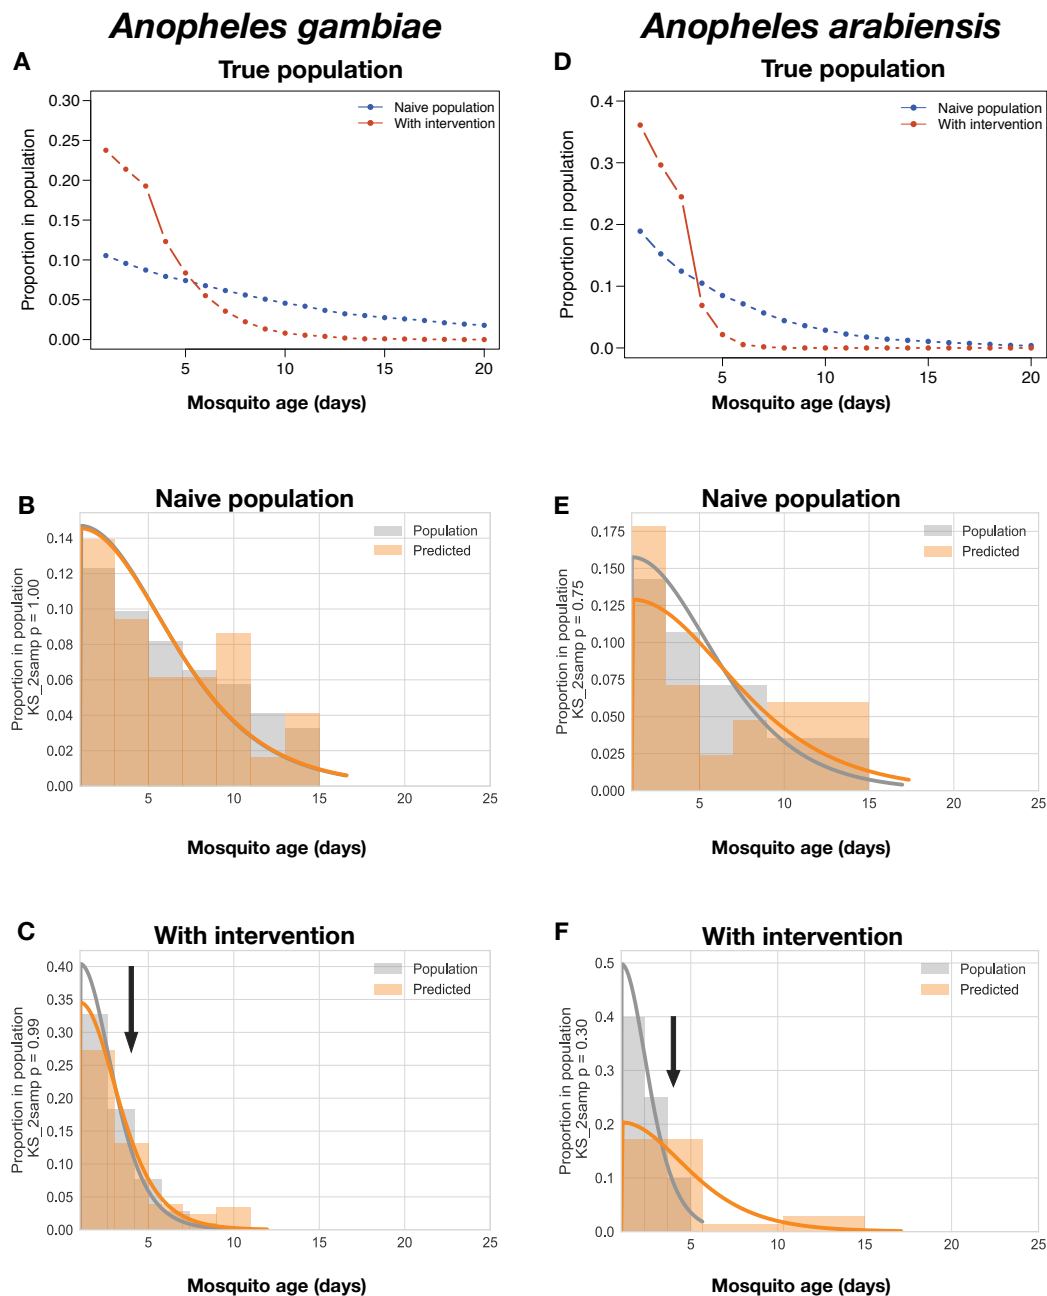 Anopheles gambiae
A
True population
Proportion in population
0.30
0.25
0.20
0.15
0.10
0.05
0.00
Naive population
With intervention
5
10
15
20
Mosquito age (days)
B
Naive population
Proportion in population
KS_2samp p = 1.00
0.14
0.12
0.10
0.08
0.06
0.04
0.02
0.00
Population
Predicted
5
10
15
20
25
Mosquito age (days)
C
With intervention
Proportion in population
KS_2samp p = 0.99
0.40
0.35
0.30
0.25
0.20
0.15
0.10
0.05
0.00
Population
Predicted
5
10
15
20
25
Mosquito age (days)
Anopheles arabiensis
D
True population
Proportion in population
0.4
0.3
0.2
0.1
0.0
Naive population
With intervention
5
10
15
20
Mosquito age (days)
E
Naive population
Proportion in population
KS_2samp p = 0.75
0.175
0.150
0.125
0.100
0.075
0.050
0.025
0.000
Population
Predicted
5
10
15
20
25
Mosquito age (days)
F
With intervention
Proportion in population
KS_2samp p = 0.30
0.5
0.4
0.3
0.2
0.1
0.0
Population
Predicted
5
10
15
20
25
Mosquito age (days)